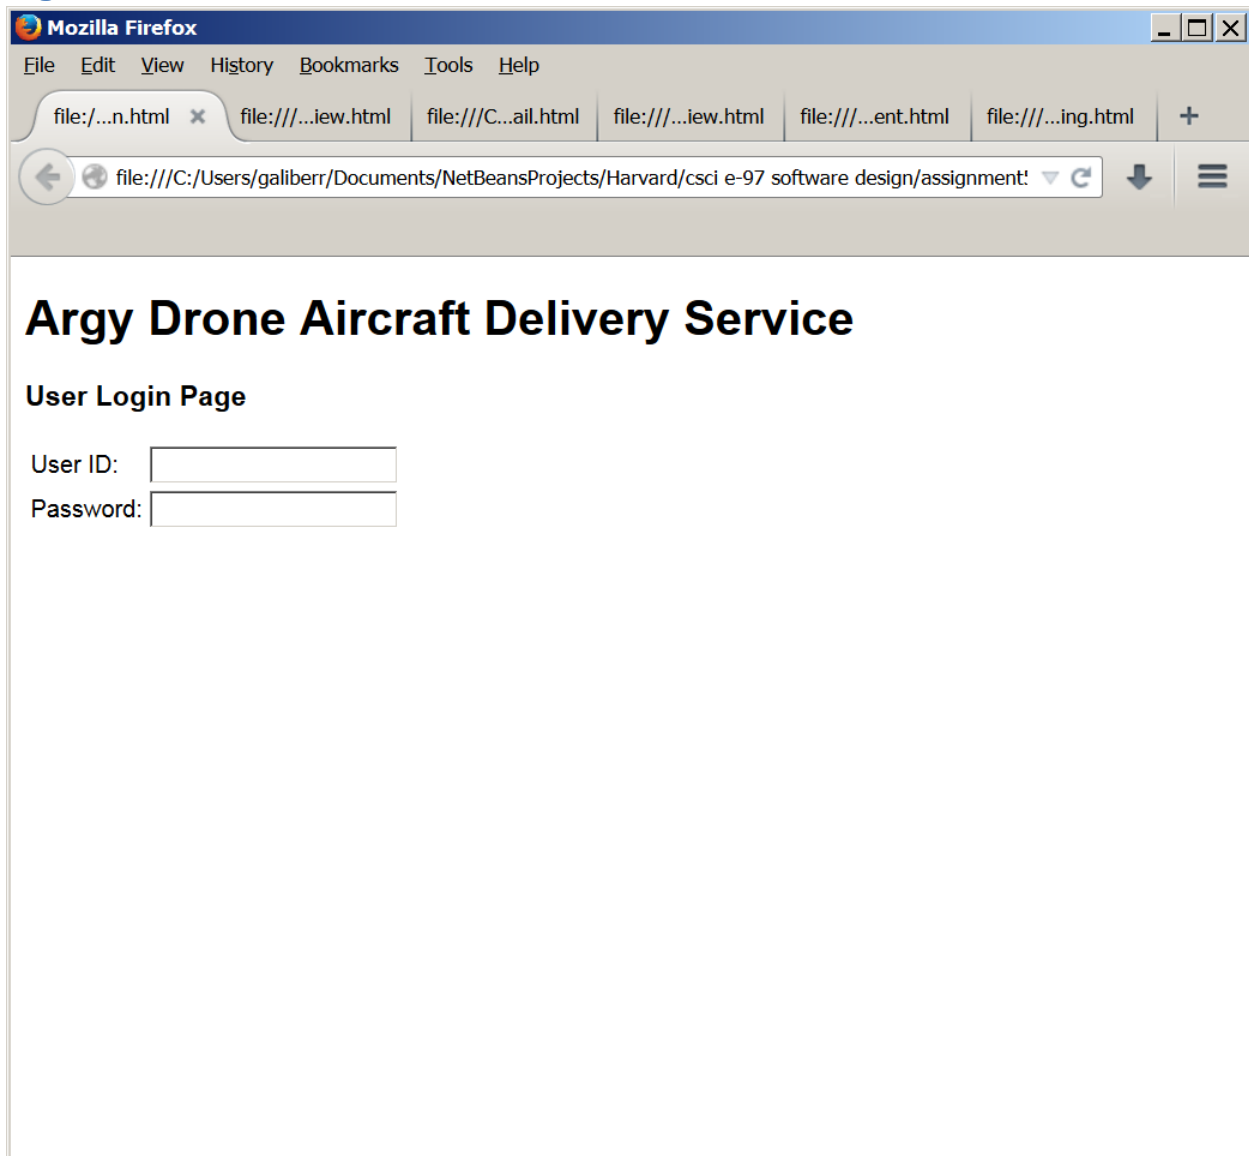 Mozilla Firefox
File Edit View History Bookmarks Tools Help
file:/...n.html file:///...iew.html file:///C...ail.html file:///...iew.html file:///...ent.html file:///...ing.html
file:///C:/Users/galiberr/Documents/NetBeansProjects/Harvard/csci e-97 software design/assignment
Argy Drone Aircraft Delivery Service
User Login Page
User ID:
Password: